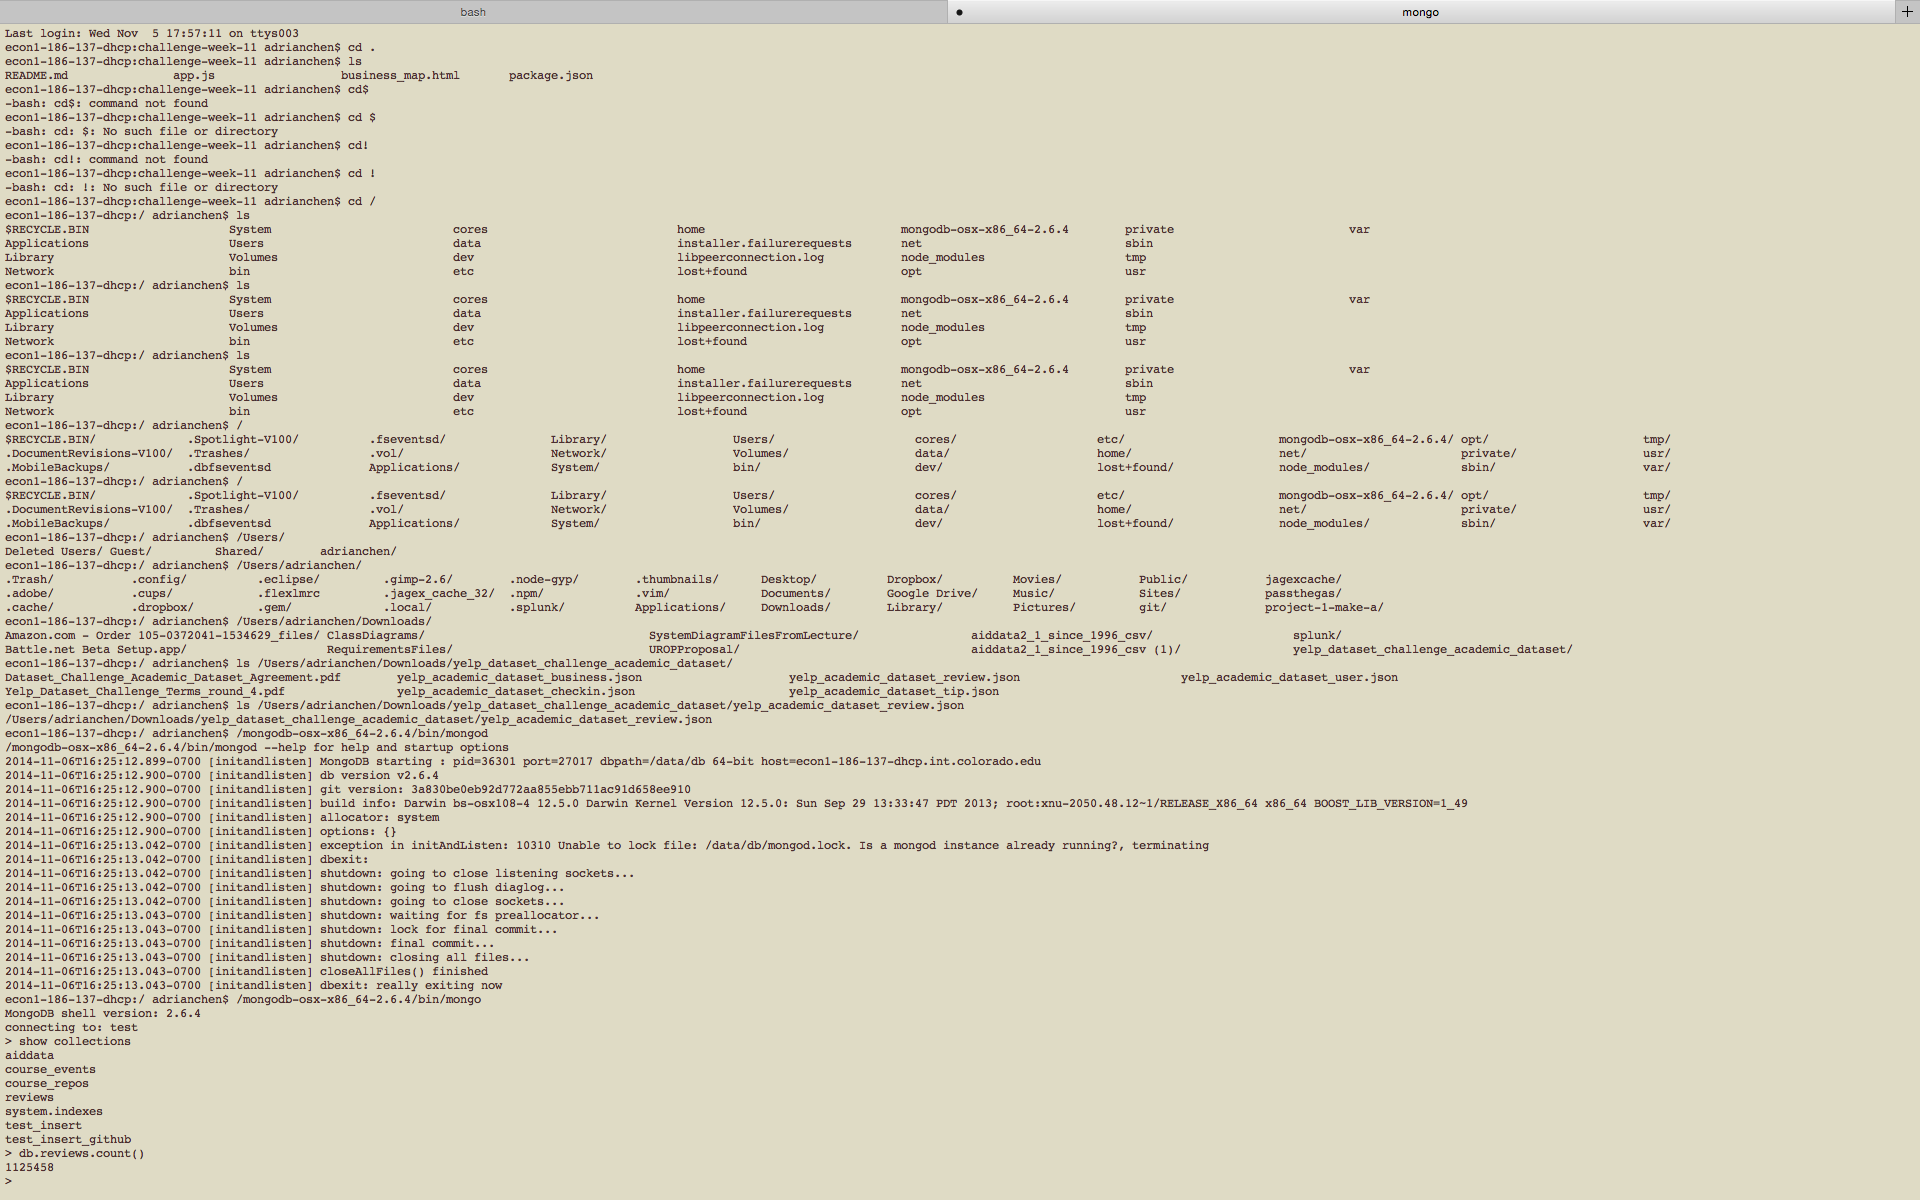 bash
mongo
+
Last login: Wed Nov  5 17:57:11 on ttys003
econ1-186-137-dhcp:challenge-week-11 adrianchen$ cd .
econ1-186-137-dhcp:challenge-week-11 adrianchen$ ls
README.md app.js business_map.html package.json
econ1-186-137-dhcp:challenge-week-11 adrianchen$ cd$
-bash: cd$: command not found
econ1-186-137-dhcp:challenge-week-11 adrianchen$ cd $
-bash: cd: $: No such file or directory
econ1-186-137-dhcp:challenge-week-11 adrianchen$ cd!
-bash: cd!: command not found
econ1-186-137-dhcp:challenge-week-11 adrianchen$ cd !
-bash: cd: !: No such file or directory
econ1-186-137-dhcp:challenge-week-11 adrianchen$ cd /
econ1-186-137-dhcp:/ adrianchen$ ls
$RECYCLE.BIN System cores home mongodb-osx-x86_64-2.6.4 private var
Applications Users data installer.failurerequests net sbin
Library Volumes dev libpeerconnection.log node_modules tmp
Network bin etc lost+found opt usr
econ1-186-137-dhcp:/ adrianchen$ ls
$RECYCLE.BIN System cores home mongodb-osx-x86_64-2.6.4 private var
Applications Users data installer.failurerequests net sbin
Library Volumes dev libpeerconnection.log node_modules tmp
Network bin etc lost+found opt usr
econ1-186-137-dhcp:/ adrianchen$ ls
$RECYCLE.BIN System cores home mongodb-osx-x86_64-2.6.4 private var
Applications Users data installer.failurerequests net sbin
Library Volumes dev libpeerconnection.log node_modules tmp
Network bin etc lost+found opt usr
econ1-186-137-dhcp:/ adrianchen$ /
$RECYCLE.BIN/ .Spotlight-V100/ .fseventsd/ Library/ Users/ cores/ etc/ mongodb-osx-x86_64-2.6.4/ opt/ tmp/
.DocumentRevisions-V100/ .Trashes/ .vol/ Network/ Volumes/ data/ home/ net/ private/ usr/
.MobileBackups/ .dbfseventsd Applications/ System/ bin/ dev/ lost+found/ node_modules/ sbin/ var/
econ1-186-137-dhcp:/ adrianchen$ /
$RECYCLE.BIN/ .Spotlight-V100/ .fseventsd/ Library/ Users/ cores/ etc/ mongodb-osx-x86_64-2.6.4/ opt/ tmp/
.DocumentRevisions-V100/ .Trashes/ .vol/ Network/ Volumes/ data/ home/ net/ private/ usr/
.MobileBackups/ .dbfseventsd Applications/ System/ bin/ dev/ lost+found/ node_modules/ sbin/ var/
econ1-186-137-dhcp:/ adrianchen$ /Users/
Deleted Users/ Guest/ Shared/ adrianchen/
econ1-186-137-dhcp:/ adrianchen$ /Users/adrianchen/
.Trash/ .config/ .eclipse/ .gimp-2.6/ .node-gyp/ .thumbnails/ Desktop/ Dropbox/ Movies/ Public/ jagexcache/
.adobe/ .cups/ .flexlmrc .jagex_cache_32/ .npm/ .vim/ Documents/ Google Drive/ Music/ Sites/ passthegas/
.cache/ .dropbox/ .gem/ .local/ .splunk/ Applications/ Downloads/ Library/ Pictures/ git/ project-1-make-a/
econ1-186-137-dhcp:/ adrianchen$ /Users/adrianchen/Downloads/
Amazon.com - Order 105-0372041-1534629_files/ ClassDiagrams/ SystemDiagramFilesFromLecture/ aiddata2_1_since_1996_csv/ splunk/
Battle.net Beta Setup.app/ RequirementsFiles/ UROPProposal/ aiddata2_1_since_1996_csv (1)/ yelp_dataset_challenge_academic_dataset/
econ1-186-137-dhcp:/ adrianchen$ ls /Users/adrianchen/Downloads/yelp_dataset_challenge_academic_dataset/
Dataset_Challenge_Academic_Dataset_Agreement.pdf yelp_academic_dataset_business.json yelp_academic_dataset_review.json yelp_academic_dataset_user.json
Yelp_Dataset_Challenge_Terms_round_4.pdf yelp_academic_dataset_checkin.json yelp_academic_dataset_tip.json
econ1-186-137-dhcp:/ adrianchen$ ls /Users/adrianchen/Downloads/yelp_dataset_challenge_academic_dataset/yelp_academic_dataset_review.json
/Users/adrianchen/Downloads/yelp_dataset_challenge_academic_dataset/yelp_academic_dataset_review.json
econ1-186-137-dhcp:/ adrianchen$ /mongodb-osx-x86_64-2.6.4/bin/mongod
/mongodb-osx-x86_64-2.6.4/bin/mongod --help for help and startup options
2014-11-06T16:25:12.899-0700 [initandlisten] MongoDB starting : pid=36301 port=27017 dbpath=/data/db 64-bit host=econ1-186-137-dhcp.int.colorado.edu
2014-11-06T16:25:12.900-0700 [initandlisten] db version v2.6.4
2014-11-06T16:25:12.900-0700 [initandlisten] git version: 3a830be0eb92d772aa855ebb711ac91d658ee910
2014-11-06T16:25:12.900-0700 [initandlisten] build info: Darwin bs-osx108-4 12.5.0 Darwin Kernel Version 12.5.0: Sun Sep 29 13:33:47 PDT 2013; root:xnu-2050.48.12~1/RELEASE_X86_64 x86_64 BOOST_LIB_VERSION=1_49
2014-11-06T16:25:12.900-0700 [initandlisten] allocator: system
2014-11-06T16:25:12.900-0700 [initandlisten] options: {}
2014-11-06T16:25:13.042-0700 [initandlisten] exception in initAndListen: 10310 Unable to lock file: /data/db/mongod.lock. Is a mongod instance already running?, terminating
2014-11-06T16:25:13.042-0700 [initandlisten] dbexit:
2014-11-06T16:25:13.042-0700 [initandlisten] shutdown: going to close listening sockets...
2014-11-06T16:25:13.042-0700 [initandlisten] shutdown: going to flush diaglog...
2014-11-06T16:25:13.042-0700 [initandlisten] shutdown: going to close sockets...
2014-11-06T16:25:13.043-0700 [initandlisten] shutdown: waiting for fs preallocator...
2014-11-06T16:25:13.043-0700 [initandlisten] shutdown: lock for final commit...
2014-11-06T16:25:13.043-0700 [initandlisten] shutdown: final commit...
2014-11-06T16:25:13.043-0700 [initandlisten] shutdown: closing all files...
2014-11-06T16:25:13.043-0700 [initandlisten] closeAllFiles() finished
2014-11-06T16:25:13.043-0700 [initandlisten] dbexit: really exiting now
econ1-186-137-dhcp:/ adrianchen$ /mongodb-osx-x86_64-2.6.4/bin/mongo
MongoDB shell version: 2.6.4
connecting to: test
> show collections
aiddata
course_events
course_repos
reviews
system.indexes
test_insert
test_insert_github
> db.reviews.count()
1125458
>